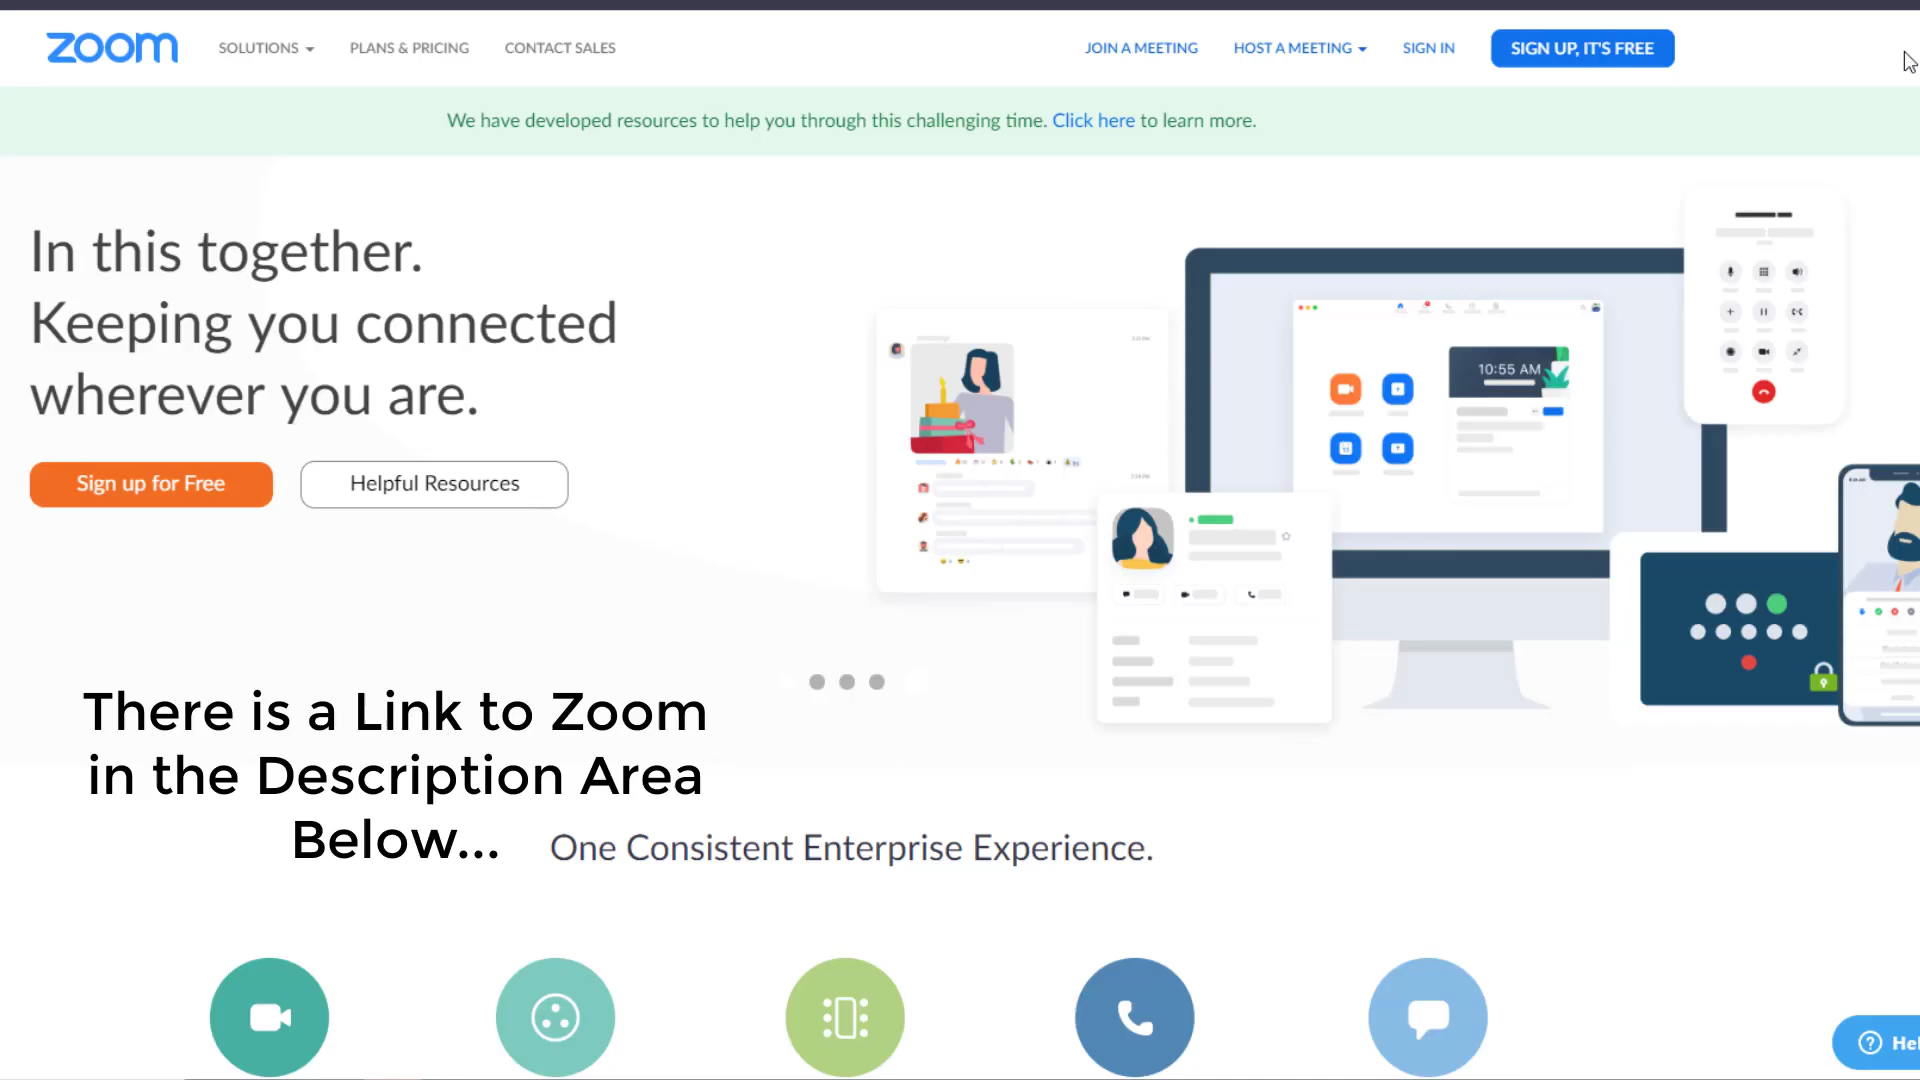 zoom
SOLUTIONS
PLANS & PRICING
CONTACT SALES
JOIN A MEETING
HOST A MEETING
SIGN IN
SIGN UP, IT'S FREE
We have developed resources to help you through this challenging time. Click here to learn more.
In this together.
Keeping you connected
wherever you are.
Sign up for Free
Helpful Resources
10:55 AM
There is a Link to Zoom
in the Description Area
Below...
One Consistent Enterprise Experience.